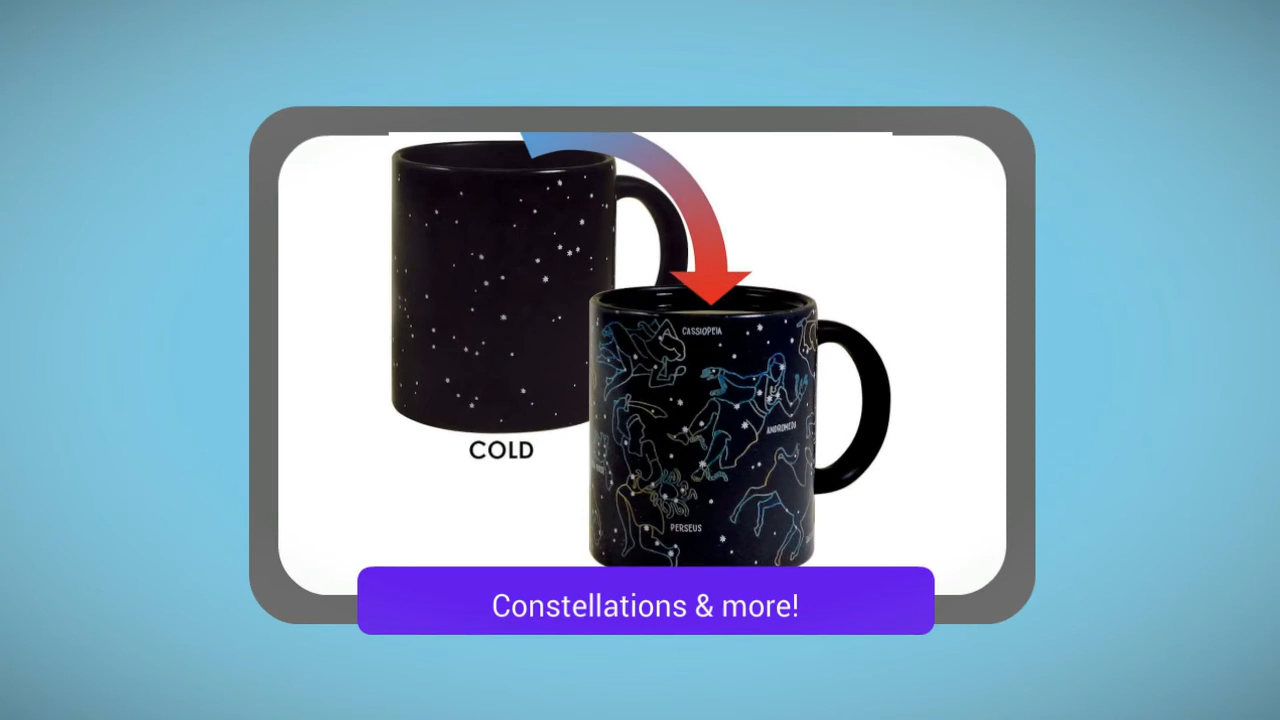 COLD
CASSIOPEIA
ANDROMEDA
PERSEUS
Constellations & more!